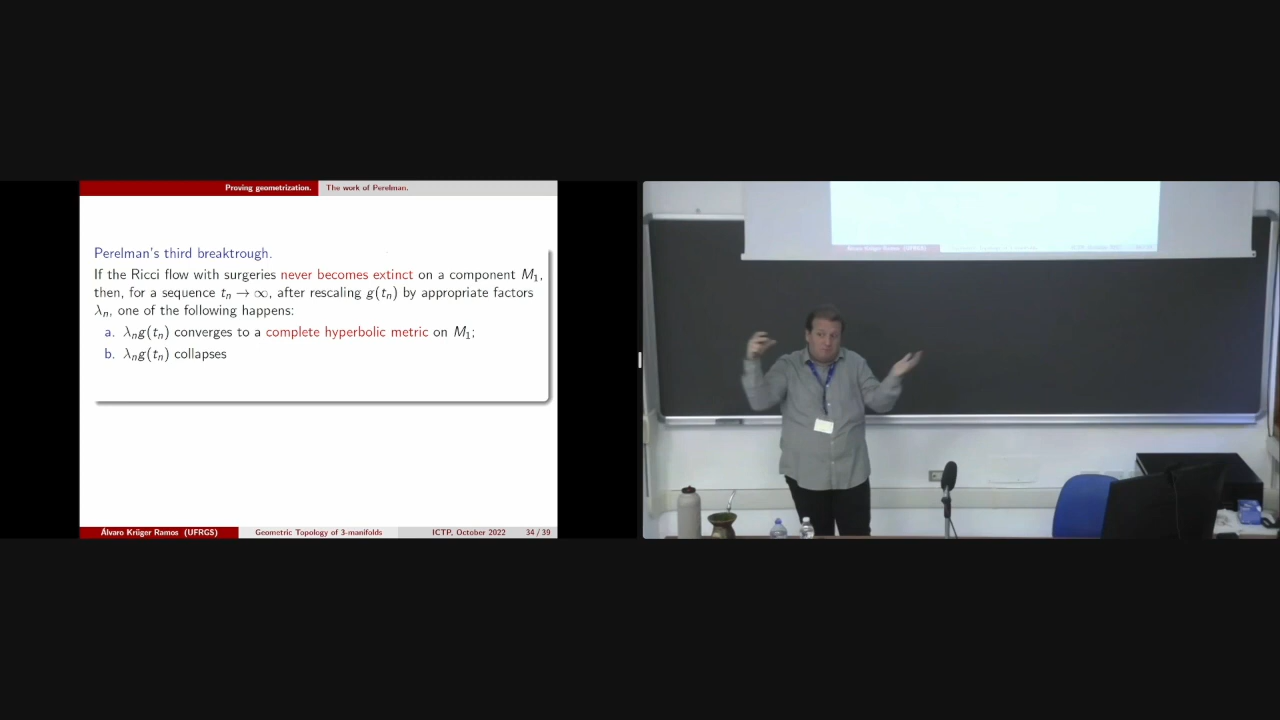 Proving geometrization. The work of Perelman.
Perelman's third breaktrough.
If the Ricci flow with surgeries never becomes extinct on a component M₁,
then, for a sequence tₙ → ∞, after rescaling g(tₙ) by appropriate factors
λₙ, one of the following happens:
a. λₙg(tₙ) converges to a complete hyperbolic metric on M₁;
b. λₙg(tₙ) collapses
Álvaro Krüger Ramos (UFRGS) Geometric Topology of 3-manifolds ICTP, October 2022 34 / 39